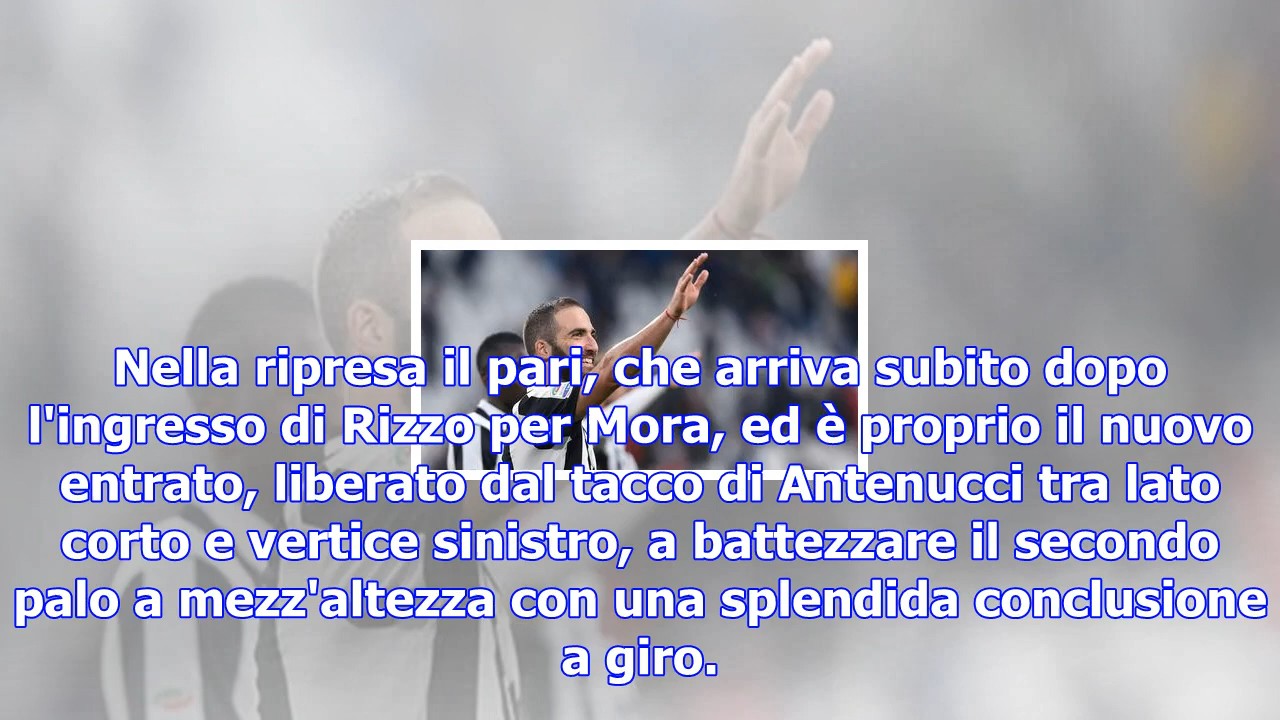 Nella ripresa il pari, che arriva subito dopo
l'ingresso di Rizzo per Mora, ed è proprio il nuovo
entrato, liberato dal tacco di Antenucci tra lato
corto e vertice sinistro, a battezzare il secondo
palo a mezz'altezza con una splendida conclusione
a giro.